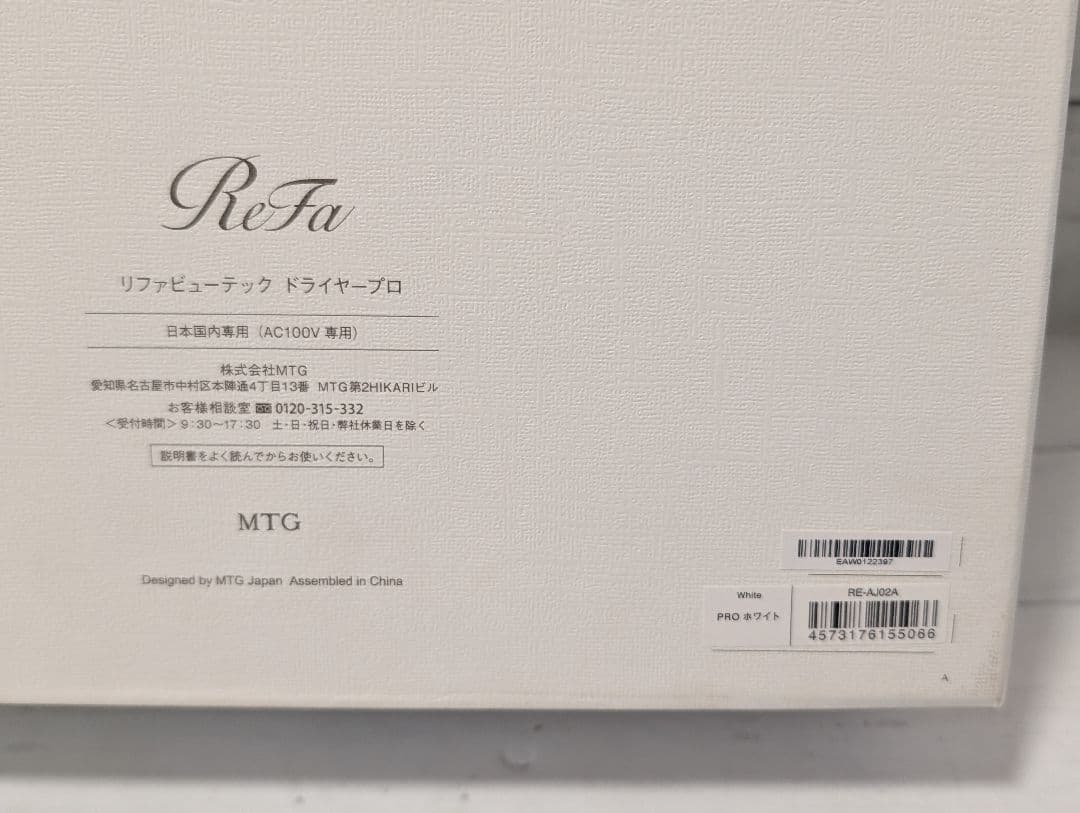 ReFa
リファビューテック ドライヤープロ
日本国内専用（AC100V 専用）
株式会社MTG
愛知県名古屋市中村区本陣通4丁目13番 MTG第2HIKARIビル
お客様相談室 0120-315-332
＜受付時間＞ 9:30〜17:30 土・日・祝日・弊社休業日を除く
説明書をよく読んでからお使いください。
MTG
Designed by MTG Japan Assembled in China
EAW0122397
White
PRO ホワイト
RE-AJ02A
4573176155066
A